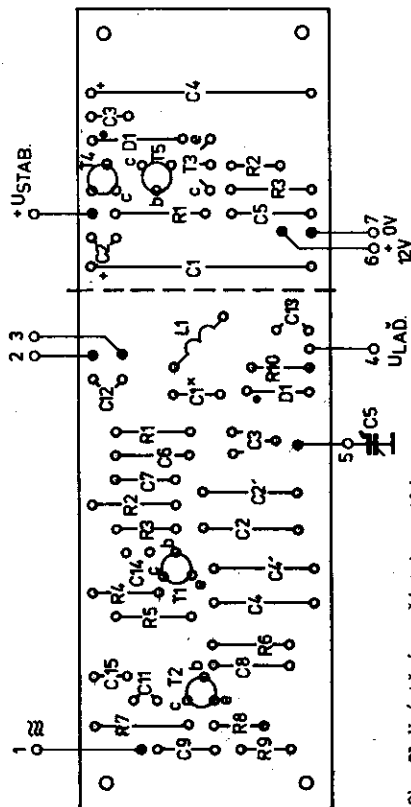 1
2 3
+ USTAB.
R7
C15
C11
T2
c
b
e
C9
R8
R9
C8
R6
R4
R5
C14
T1
c
b
e
C4
C4'
R2
R3
C7
C6
R1
C2
C2'
C3
C12
C1x
L1
R10
D1
C13
5
C5
4
ULAĎ.
+
C2
C1
R1
C5
T4
c
T5
c
b
D1
C3
T3
c
e
R2
R3
+
C4
6 7
+ 0V
12V